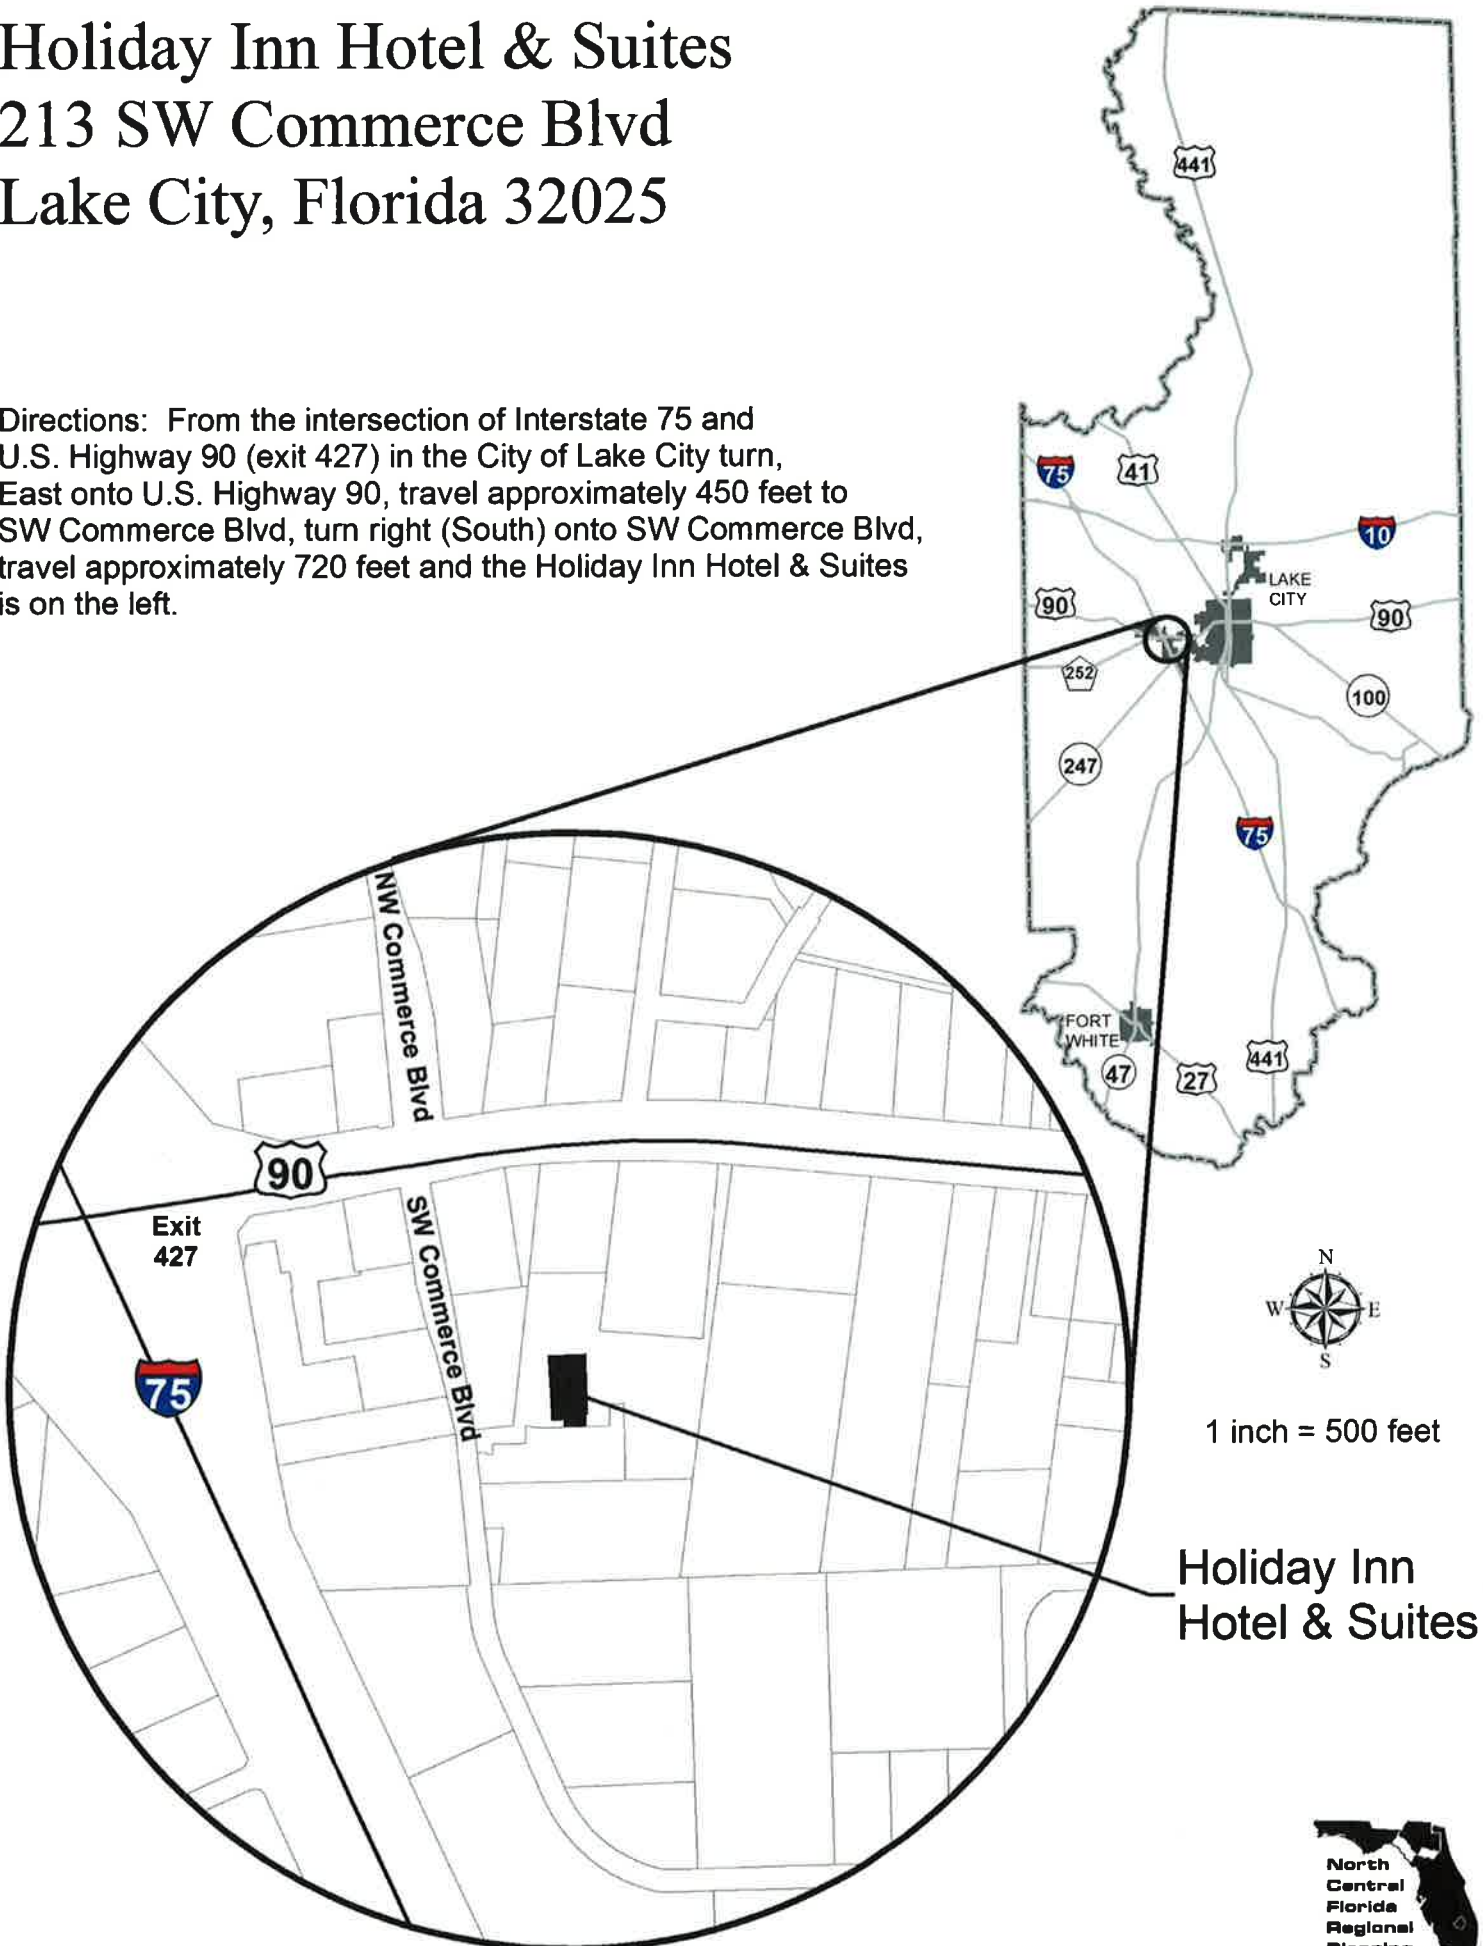 Holiday Inn Hotel & Suites
213 SW Commerce Blvd
Lake City, Florida 32025
Directions: From the intersection of Interstate 75 and
U.S. Highway 90 (exit 427) in the City of Lake City turn,
East onto U.S. Highway 90, travel approximately 450 feet to
SW Commerce Blvd, turn right (South) onto SW Commerce Blvd,
travel approximately 720 feet and the Holiday Inn Hotel & Suites
is on the left.
441
75
41
10
LAKE
CITY
90
90
252
100
247
75
FORT
WHITE
47
27
441
NW Commerce Blvd
90
Exit
427
SW Commerce Blvd
75
N
W
E
S
1 inch = 500 feet
Holiday Inn
Hotel & Suites
North
Central
Florida
Regional
Planning